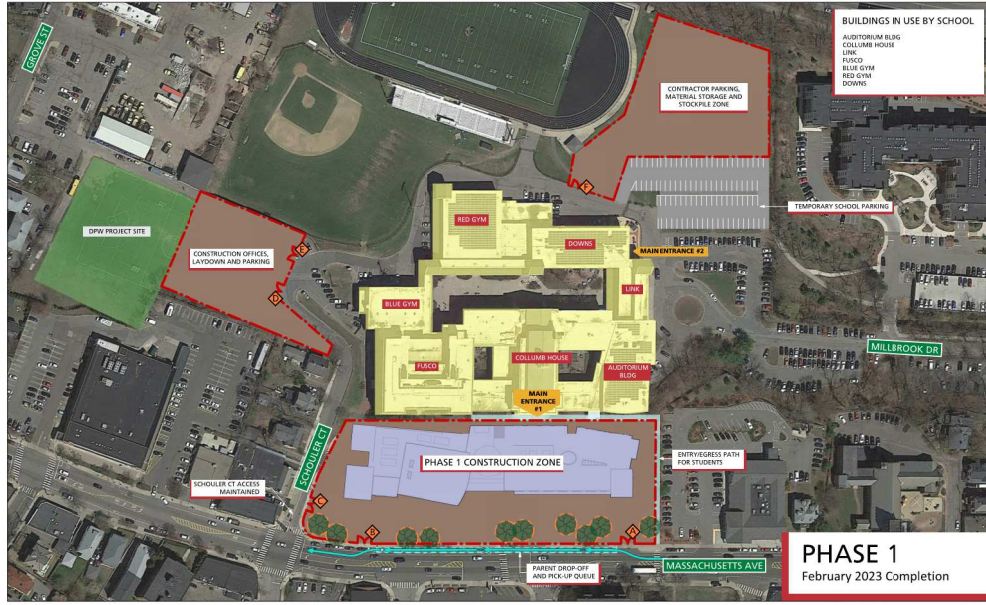 GROVE ST
BUILDINGS IN USE BY SCHOOL
AUDITORIUM BLDG
COLLUMB HOUSE
LINK
FUSCO
BLUE GYM
RED GYM
DOWNS
CONTRACTOR PARKING,
MATERIAL STORAGE AND
STOCKPILE ZONE
F
TEMPORARY SCHOOL PARKING
DPW PROJECT SITE
CONSTRUCTION OFFICES,
LAYDOWN AND PARKING
E
D
RED GYM
DOWNS
MAIN ENTRANCE #2
LINK
BLUE GYM
COLLUMB HOUSE
FUSCO
AUDITORIUM
BLDG
MILLBROOK DR
MAIN
ENTRANCE
#1
SCHOULER CT
PHASE 1 CONSTRUCTION ZONE
ENTRY/EGRESS PATH
FOR STUDENTS
SCHOULER CT ACCESS
MAINTAINED
C
B
A
PARENT DROP-OFF
AND PICK-UP QUEUE
MASSACHUSETTS AVE
PHASE 1
February 2023 Completion